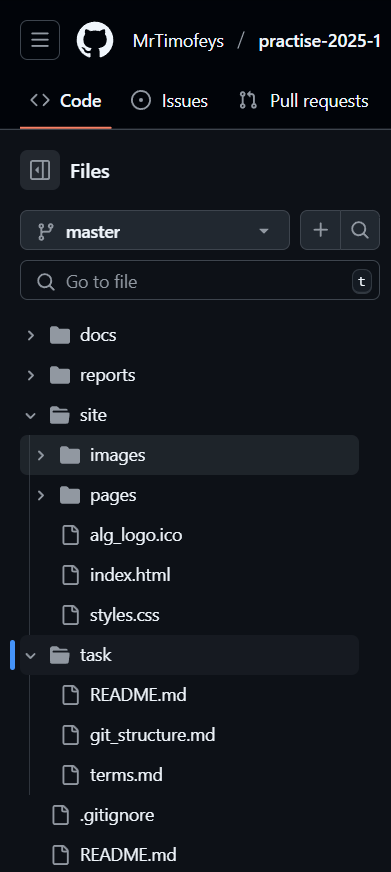 MrTimofeys / practise-2025-1
Code Issues Pull requests
Files
master
Go to file t
docs
reports
site
images
pages
alg_logo.ico
index.html
styles.css
task
README.md
git_structure.md
terms.md
.gitignore
README.md